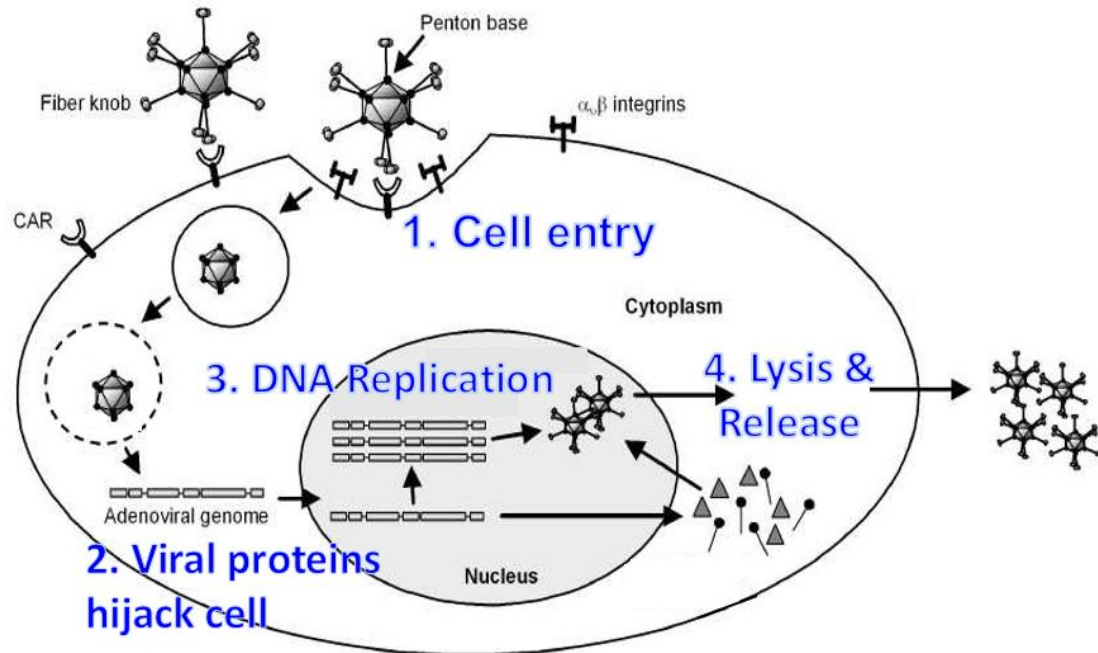 Penton base
Fiber knob
αᵥβ integrins
CAR
1. Cell entry
Cytoplasm
3. DNA Replication
4. Lysis &
Release
Adenoviral genome
2. Viral proteins
hijack cell
Nucleus